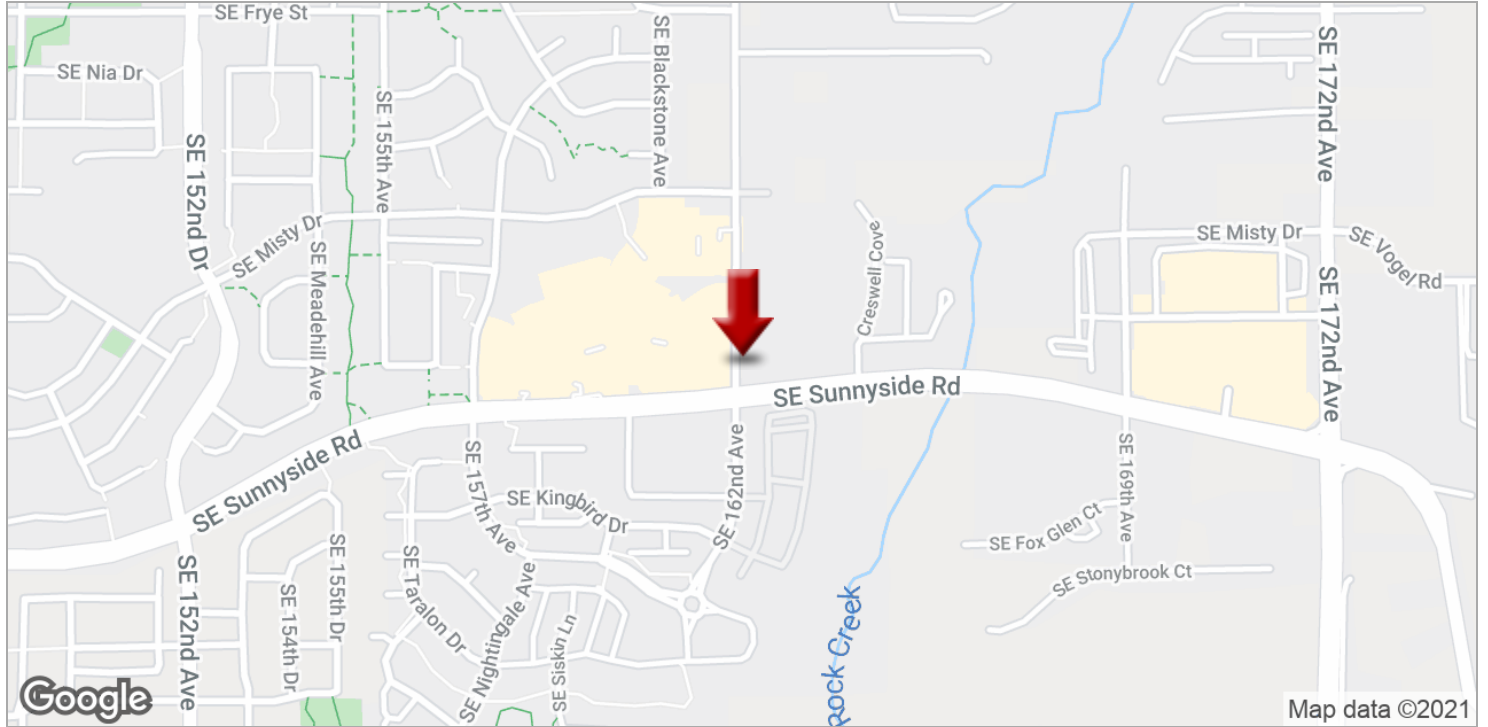 SE Frye St
SE Nia Dr
SE 152nd Dr
SE 155th Ave
SE Blackstone Ave
SE 172nd Ave
SE Misty Dr
SE Meadehill Ave
Creswell Cove
SE Misty Dr
SE Vogel Rd
SE 172nd Ave
SE Sunnyside Rd
SE Sunnyside Rd
SE 157th Ave
SE Kingbird Dr
SE 162nd Ave
SE 169th Ave
SE Fox Glen Ct
SE Stonybrook Ct
SE 152nd Ave
SE 154th Dr
SE 155th Dr
SE Taralon Dr
SE Nightingale Ave
SE Siskin Ln
Rock Creek
Google
Map data ©2021